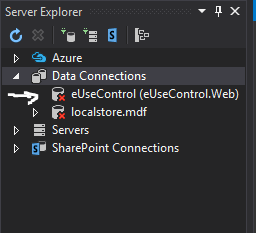 Server Explorer
Azure
Data Connections
eUseControl (eUseControl.Web)
localstore.mdf
Servers
SharePoint Connections